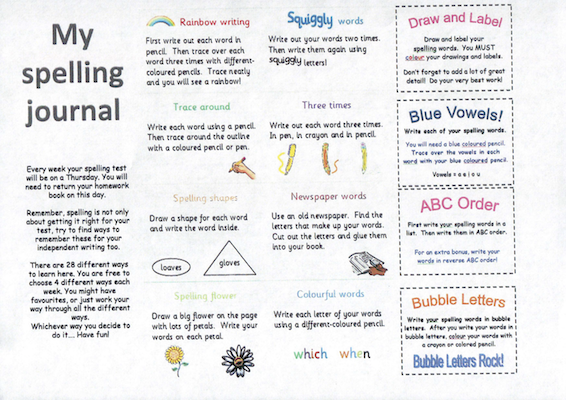 My
spelling
journal
Every week your spelling test
will be on a Thursday. You will
need to return your homework
book on this day.
Remember, spelling is not only
about getting it right for your
test, try to find ways to
remember these for your
independent writing too.
There are 28 different ways
to learn here. You are free to
choose 4 different ways each
week. You might have
favourites, or just work your
way through all the different
ways.
Whichever way you decide to
do it.... Have fun!
Rainbow writing
First write out each word in
pencil. Then trace over each
word three times with different-
coloured pencils. Trace neatly
and you will see a rainbow!
Trace around
Write each word using a pencil.
Then trace around the outline
with a coloured pencil or pen.
Spelling shapes
Draw a shape for each word
and write the word inside.
loaves
gloves
Spelling flower
Draw a big flower on the page
with lots of petals. Write your
words on each petal.
Squiggly words
Write out your words two times.
Then write them again using
squiggly letters!
Three times
Write out each word three times.
In pen, in crayon and in pencil.
Newspaper words
Use an old newspaper. Find the
letters that make up your words.
Cut out the letters and glue them
into your book.
Colourful words
Write each letter of your words
using a different-coloured pencil.
which when
Draw and Label
Draw and label your
spelling words. You MUST
colour your drawings and labels.
Don't forget to add a lot of great
detail! Do your very best work!
Blue Vowels!
Write each of your spelling words.
You will need a blue coloured pencil.
Trace over the vowels in each
word with your blue coloured pencil.
Vowels = a e i o u
ABC Order
First write your spelling words in a
list. Then write them in ABC order.
For an extra bonus, write your
words in reverse ABC order!
Bubble Letters
Write your spelling words in bubble
letters. After you write your words in
bubble letters, colour your words with
a crayon or colored pencil.
Bubble Letters Rock!